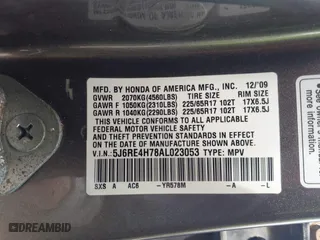 MFD. BY HONDA OF AMERICA MFG., INC. 12/'09
GVWR 2070KG(4560LBS) TIRE SIZE RIM SIZE
GAWR F 1050KG(2310LBS) 225/65R17 102T 17X6.5J
GAWR R 1040KG(2290LBS) 225/65R17 102T 17X6.5J
THIS VEHICLE CONFORMS TO ALL APPLICABLE
FEDERAL MOTOR VEHICLE SAFETY AND THEFT
PREVENTION STANDARDS IN EFFECT ON THE
DATE OF MANUFACTURE SHOWN ABOVE.
V.I.N: 5J6RE4H78AL023053 TYPE: MPV
SXS A AC6 -YR578M- -A -L
AUTOBIDMASTER